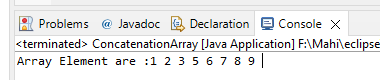 Problems @ Javadoc Declaration Console
<terminated> ConcatenationArray [Java Application] F:\Mahi\eclipse
Array Element are :1 2 3 5 6 7 8 9